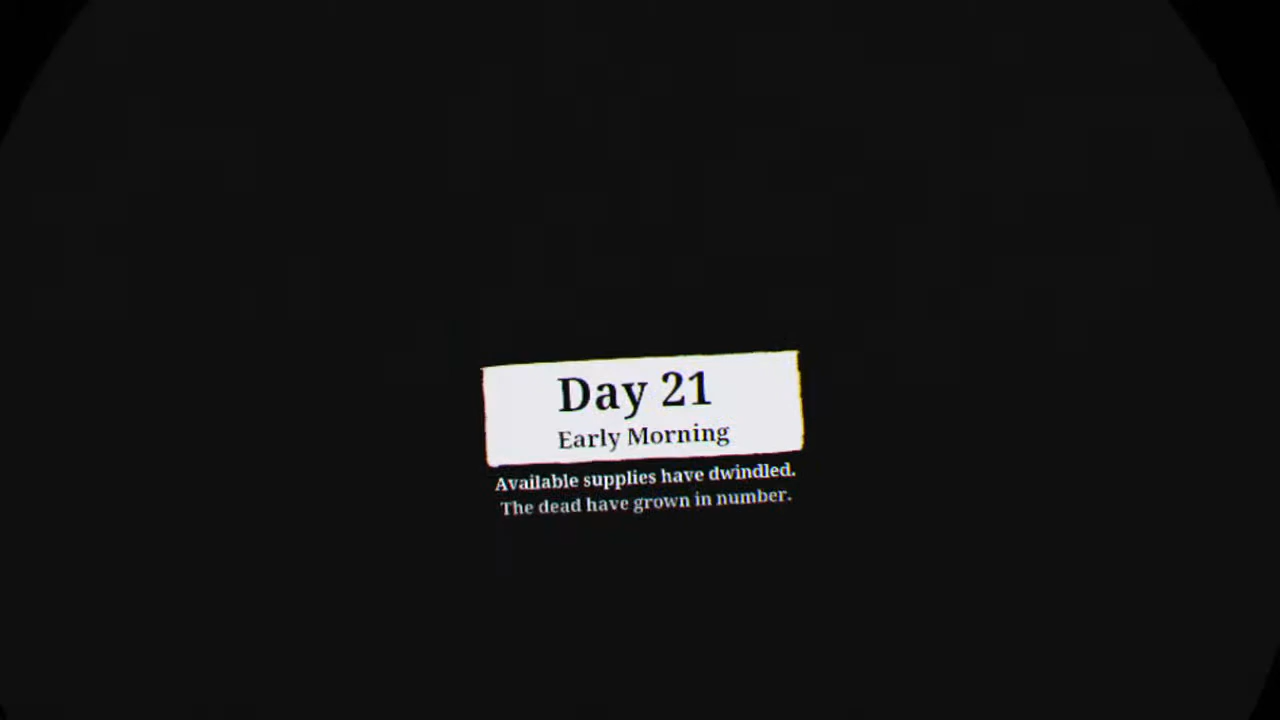 Day 21
Early Morning
Available supplies have dwindled.
The dead have grown in number.